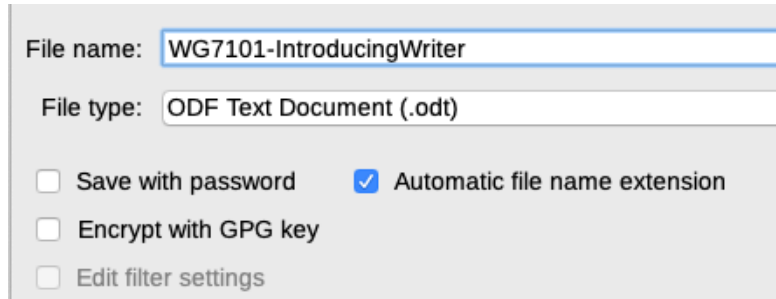 File name: WG7101-IntroducingWriter
File type: ODF Text Document (.odt)
Save with password Automatic file name extension
Encrypt with GPG key
Edit filter settings